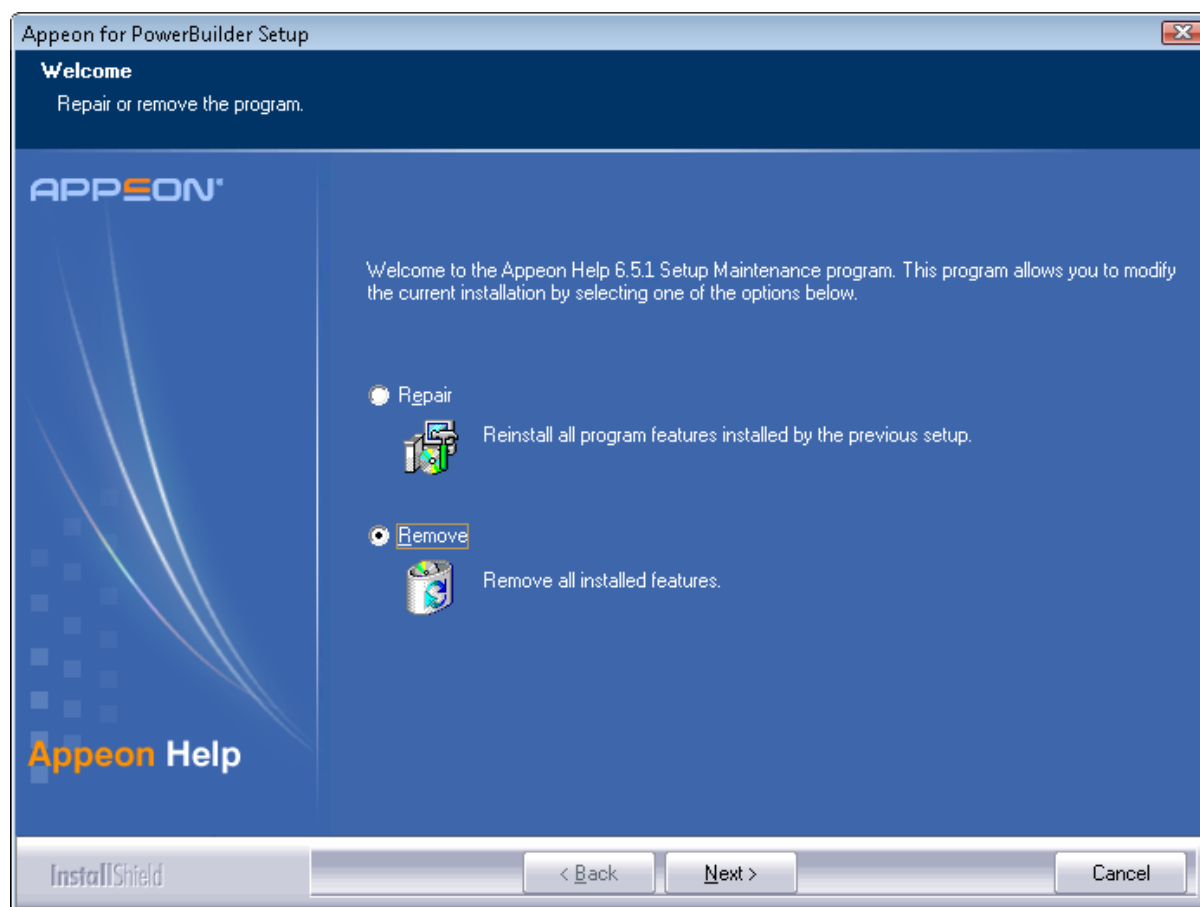 Appeon for PowerBuilder Setup
Welcome
Repair or remove the program.
APPEON
Welcome to the Appeon Help 6.5.1 Setup Maintenance program. This program allows you to modify
the current installation by selecting one of the options below.
Repair
Reinstall all program features installed by the previous setup.
Remove
Remove all installed features.
Appeon Help
InstallShield
< Back
Next >
Cancel